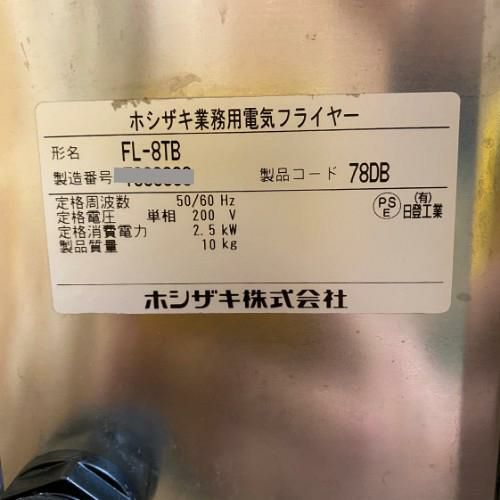 ホシザキ業務用電気フライヤー
形名 FL-8TB
製造番号
製品コード 78DB
定格周波数 50/60 Hz
定格電圧 単相 200 V
定格消費電力 2.5 kW
製品質量 10 kg
PS
E
(有)
日登工業
ホシザキ株式会社